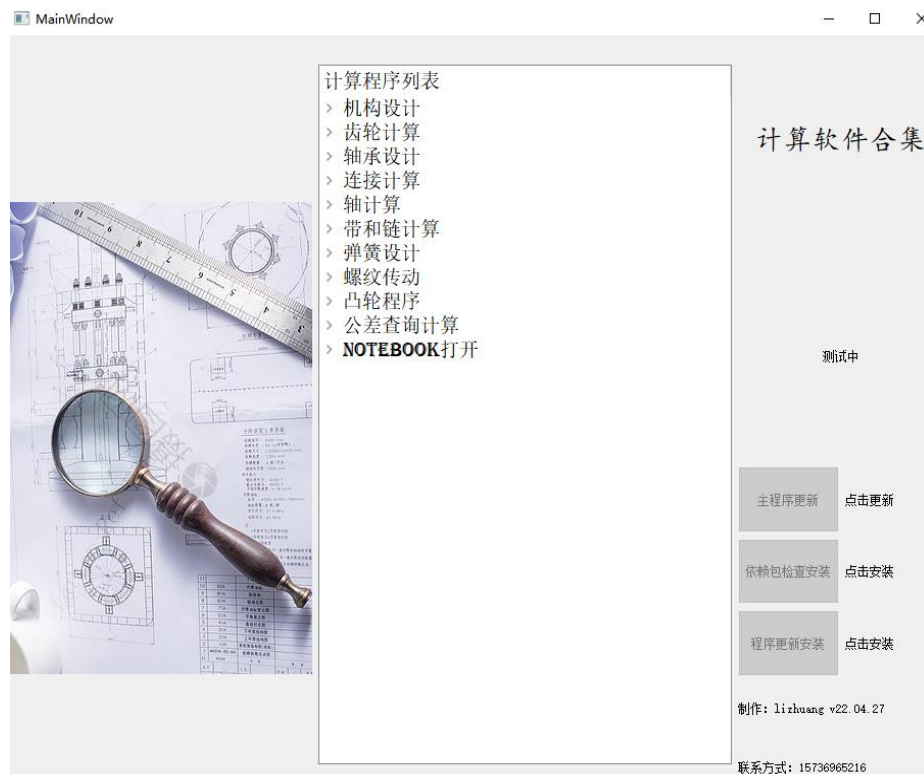 MainWindow
计算程序列表
机构设计
齿轮计算
轴承设计
连接计算
轴计算
带和链计算
弹簧设计
螺纹传动
凸轮程序
公差查询计算
NOTEBOOK打开
计算软件合集
测试中
主程序更新 点击更新
依赖包检查安装 点击安装
程序更新安装 点击安装
制作：lizhuang v22.04.27
联系方式：15736965216